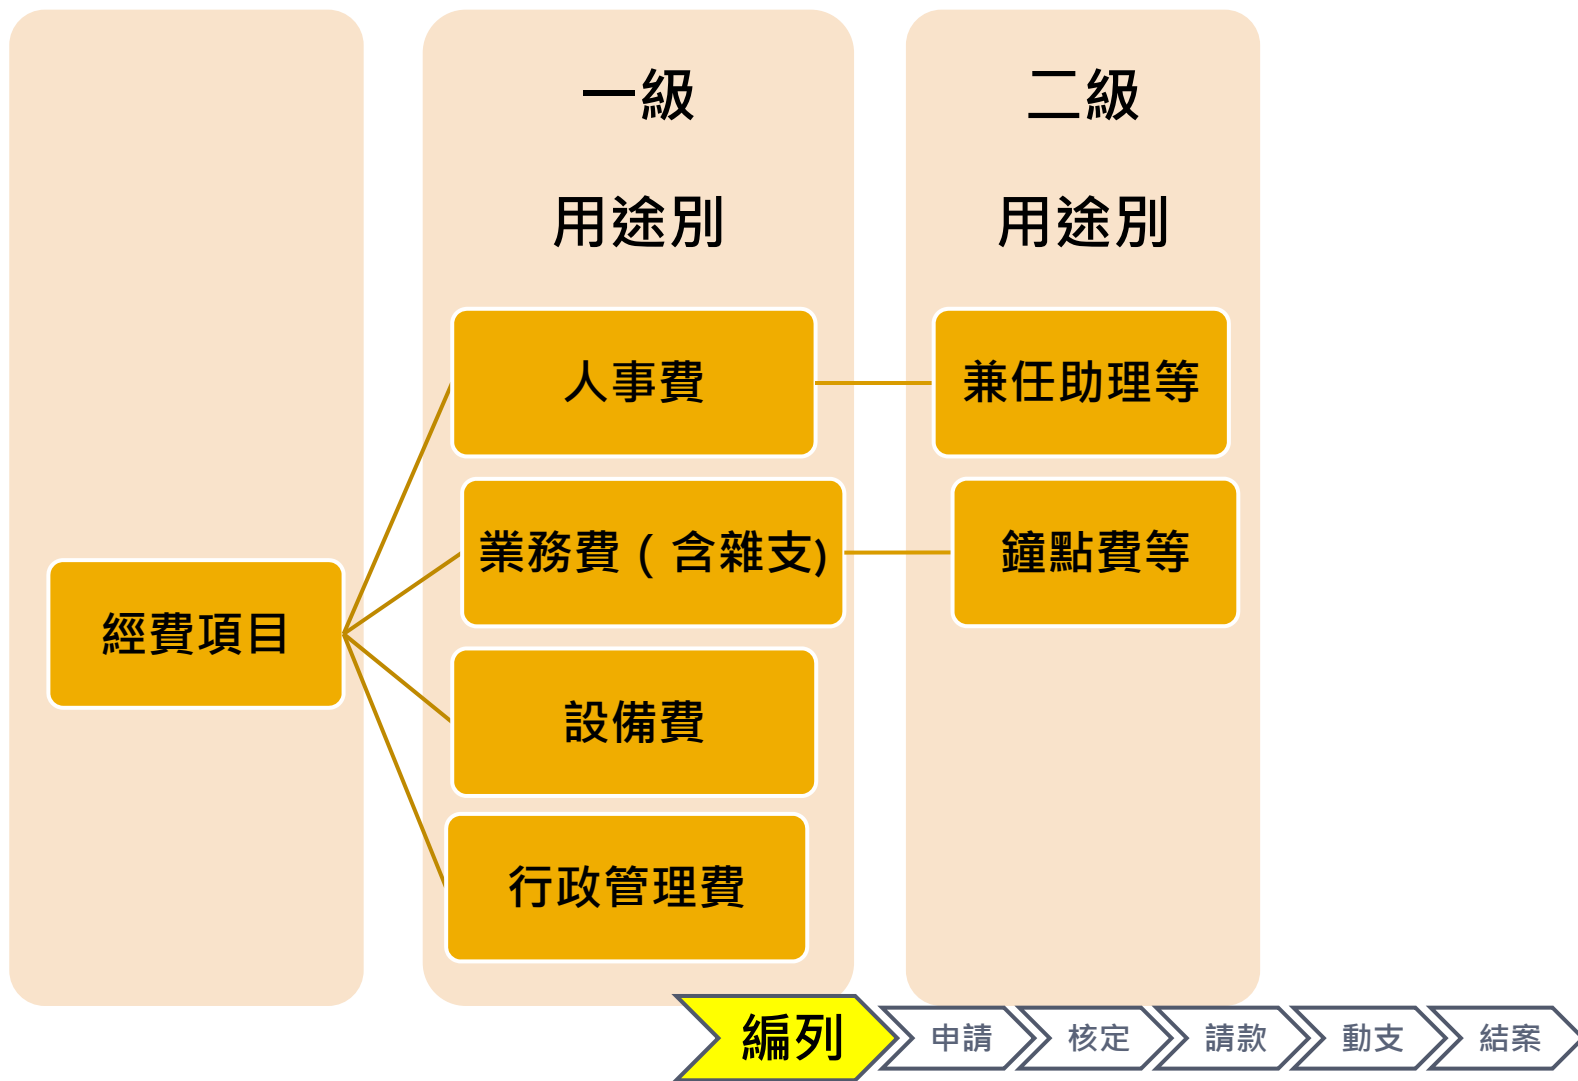 一級
用途別
二級
用途別
經費項目
人事費
兼任助理等
業務費（含雜支)
鐘點費等
設備費
行政管理費
編列
申請
核定
請款
動支
結案